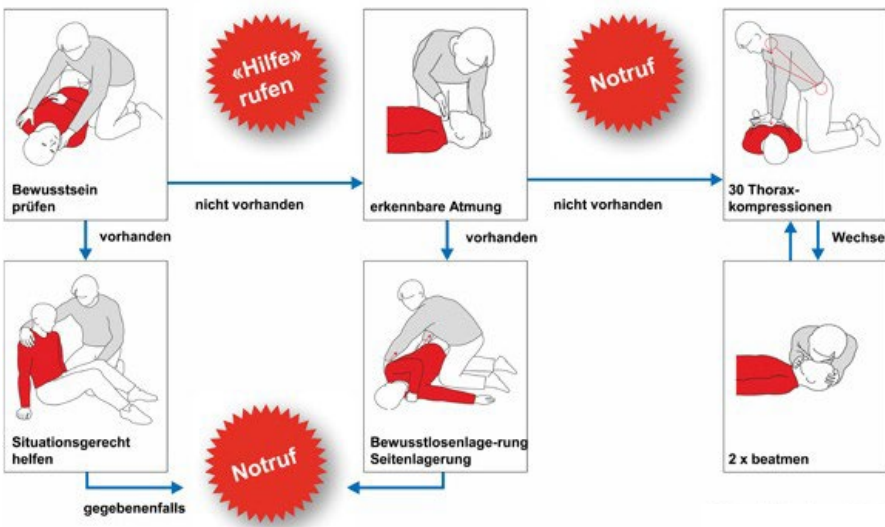 «Hilfe»
rufen
Notruf
Bewusstsein
prüfen
nicht vorhanden
erkennbare Atmung
nicht vorhanden
30 Thorax-
kompressionen
vorhanden
vorhanden
Wechse
Situationsgerecht
helfen
Notruf
Bewusstlosenlage-rung
Seitenlagerung
2 x beatmen
gegebenenfalls